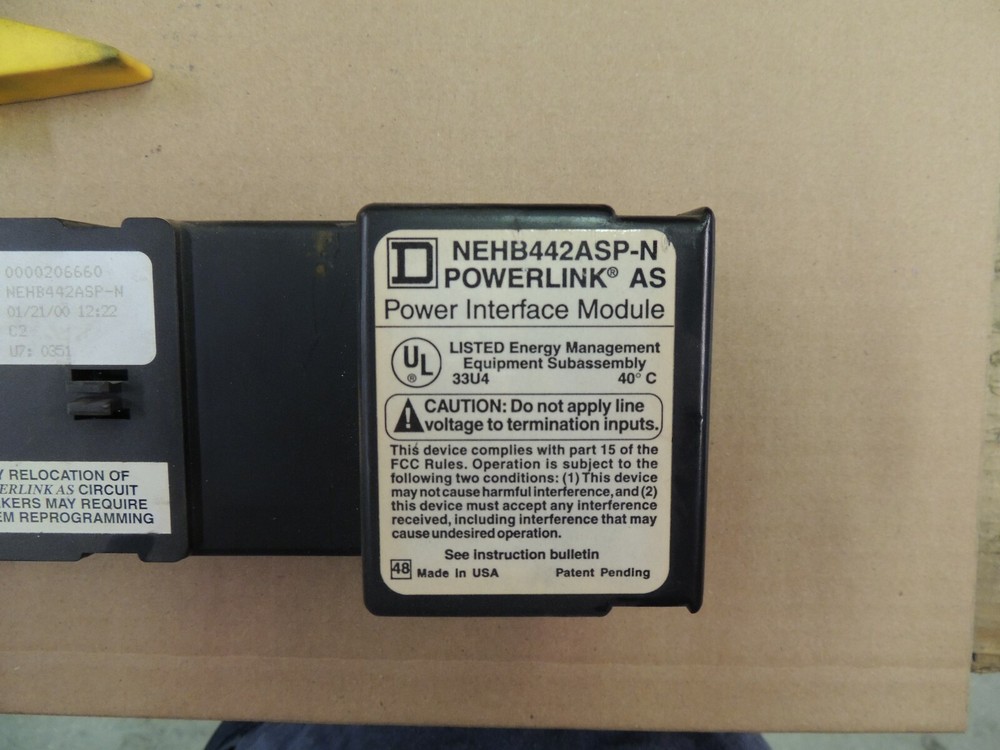 0000206660
NEHB442ASP-N
01/21/00 12:22
C2
U7: 0351
Y RELOCATION OF
ERLINK AS CIRCUIT
KERS MAY REQUIRE
EM REPROGRAMMING
D
NEHB442ASP-N
POWERLINK® AS
Power Interface Module
UL ®
LISTED Energy Management
Equipment Subassembly
33U4 40° C
CAUTION: Do not apply line
voltage to termination inputs.
This device complies with part 15 of the
FCC Rules. Operation is subject to the
following two conditions: (1) This device
may not cause harmful interference, and (2)
this device must accept any interference
received, including interference that may
cause undesired operation.
See instruction bulletin
48 Made in USA Patent Pending